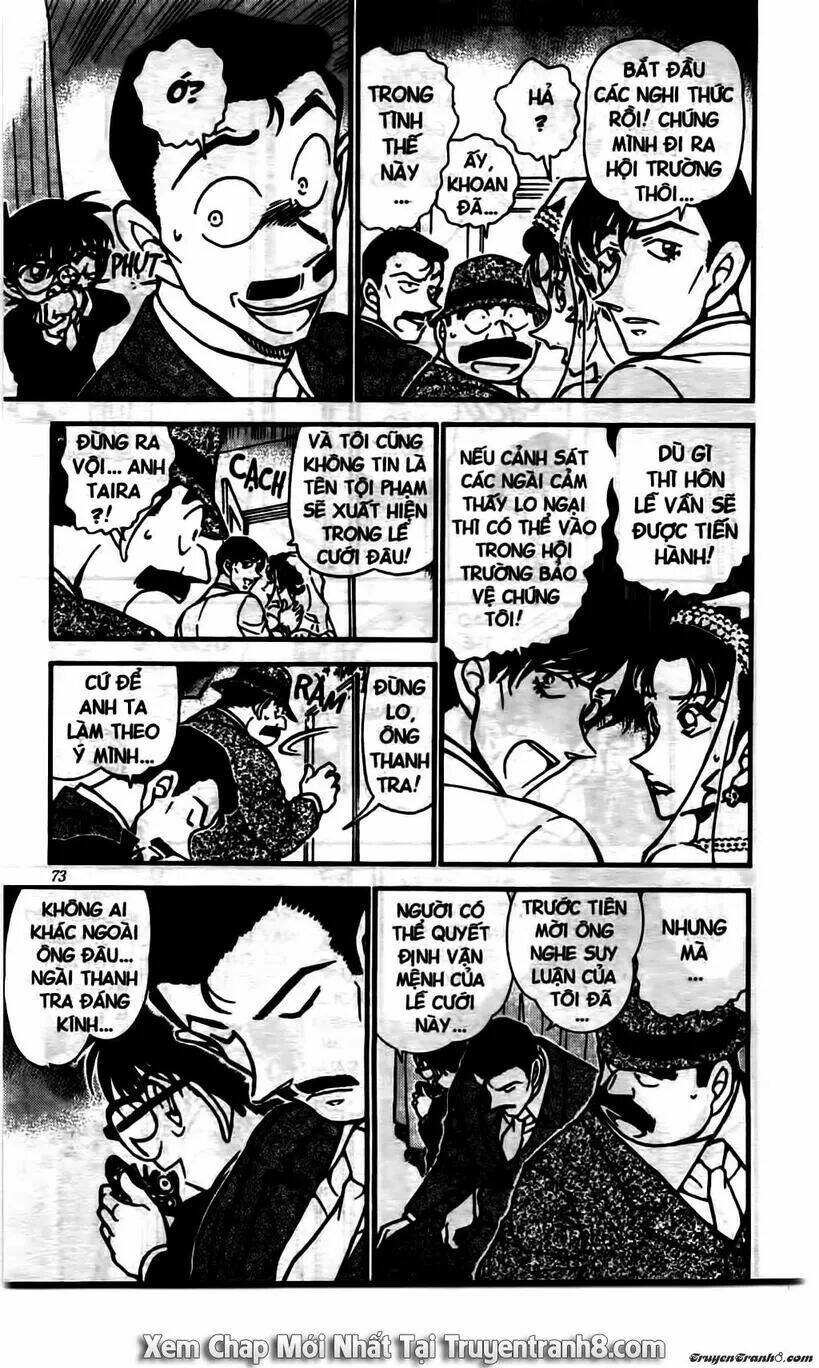 BẮT ĐẦU
CÁC NGHI THỨC
RỒI! CHÚNG
MÌNH ĐI RA
HỘI TRƯỜNG
THÔI...
HẢ
?
ẤY,
KHOAN
ĐÃ...
TRONG
TÌNH
THẾ
NÀY
...
Ớ?
PHỤT
DÙ GÌ
THÌ HÔN
LỄ VẪN SẼ
ĐƯỢC TIẾN
HÀNH!
NẾU CẢNH SÁT
CÁC NGÀI CẢM
THẤY LO NGẠI
THÌ CÓ THỂ VÀO
TRONG HỘI
TRƯỜNG BẢO
VỆ CHÚNG
TÔI!
VÀ TÔI CŨNG
KHÔNG TIN LÀ
TÊN TỘI PHẠM
SẼ XUẤT HIỆN
TRONG LỄ
CƯỚI ĐÂU!
CẠCH
ĐỪNG RA
VỘI... ANH
TAIRA
?!
ĐỪNG
LO,
ÔNG
THANH
TRA!
RẦM
CỨ ĐỂ
ANH TA
LÀM THEO
Ý MÌNH...
73
NHƯNG
MÀ
...
TRƯỚC TIÊN
MỜI ÔNG
NGHE SUY
LUẬN CỦA
TÔI ĐÃ
...
NGƯỜI CÓ
THỂ QUYẾT
ĐỊNH VẬN
MỆNH CỦA
LỄ CƯỚI
NÀY...
KHÔNG AI
KHÁC NGOÀI
ÔNG ĐÂU...
NGÀI THANH
TRA ĐÁNG
KÍNH...
Xem Chap Mới Nhất Tại Truyentranh8.com
TruyenTranh8.com